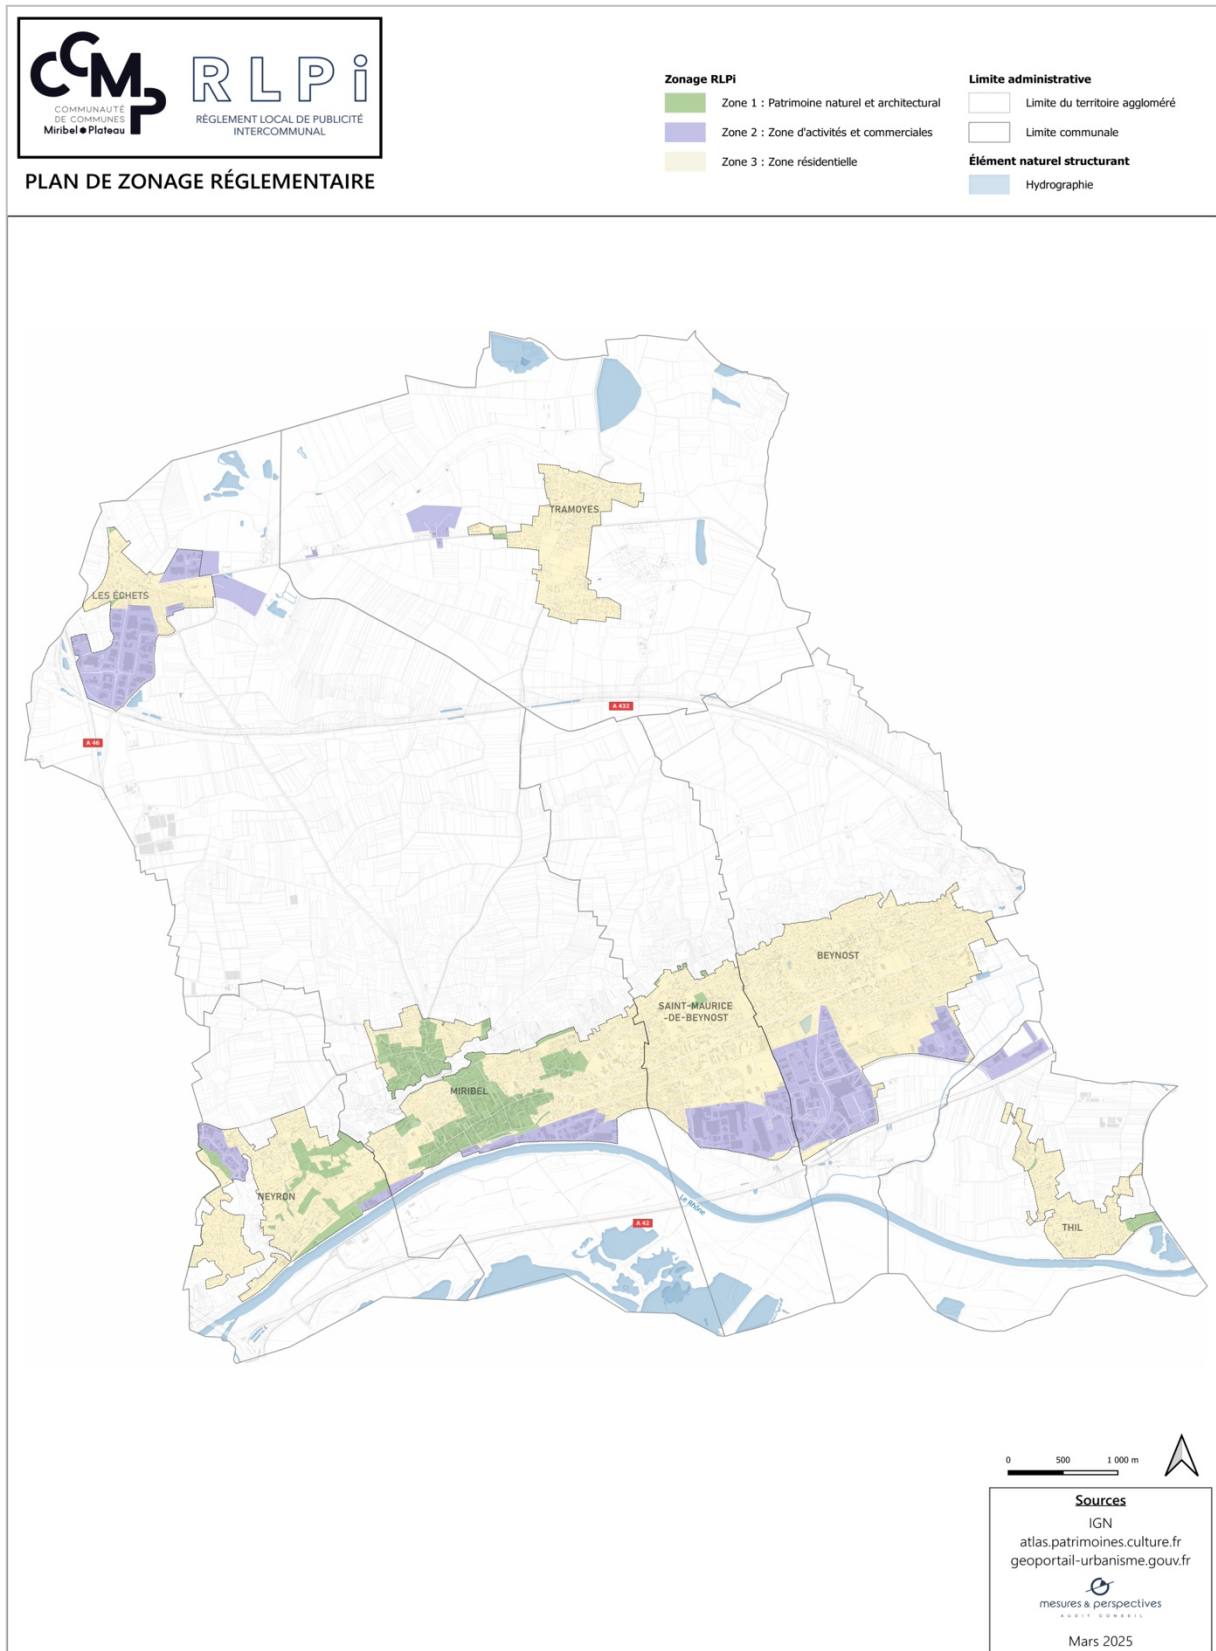 CCMP
COMMUNAUTÉ
DE COMMUNES
Miribel Plateau
RLPi
RÈGLEMENT LOCAL DE PUBLICITÉ
INTERCOMMUNAL
PLAN DE ZONAGE RÉGLEMENTAIRE
Zonage RLPi
Zone 1 : Patrimoine naturel et architectural
Zone 2 : Zone d'activités et commerciales
Zone 3 : Zone résidentielle
Limite administrative
Limite du territoire aggloméré
Limite communale
Élément naturel structurant
Hydrographie
TRAMOYES
LES ÉCHETS
A 432
A 46
BEYNOST
SAINT-MAURICE
-DE-BEYNOST
MIRIBEL
NEYRON
Le Rhône
A 42
THIL
0 500 1 000 m
Sources
IGN
atlas.patrimoines.culture.fr
geoportail-urbanisme.gouv.fr
mesures & perspectives
AUDIT CONSEIL
Mars 2025